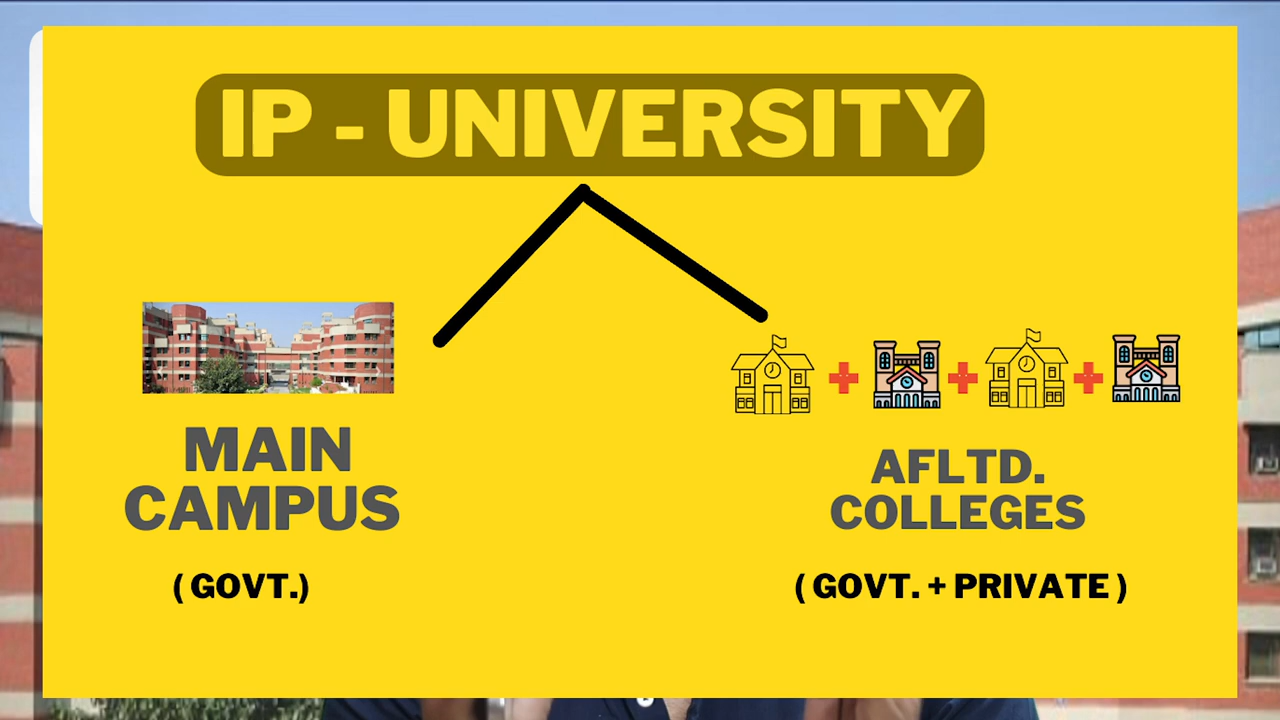 IP - UNIVERSITY
MAIN
CAMPUS
( GOVT.)
AFLTD.
COLLEGES
( GOVT. + PRIVATE )